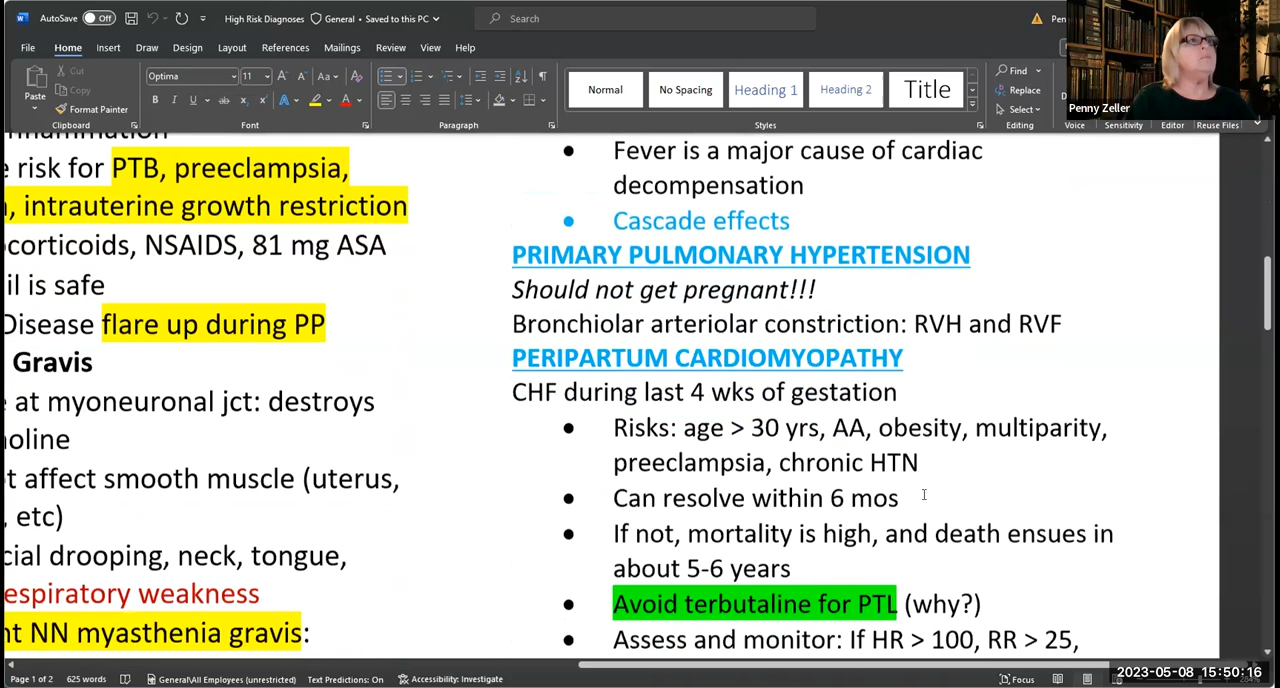 AutoSave Off High Risk Diagnoses General • Saved to this PC Search
Penny Zeller
File Home Insert Draw Design Layout References Mailings Review View Help
Paste Cut Copy Format Painter
Optima 11
Normal No Spacing Heading 1 Heading 2 Title
Find Replace Select
Clipboard Font Paragraph Styles Editing Voice Sensitivity Editor Reuse Files
risk for PTB, preeclampsia,
, intrauterine growth restriction
corticoids, NSAIDS, 81 mg ASA
il is safe
Disease flare up during PP
Gravis
at myoneuronal jct: destroys
holine
t affect smooth muscle (uterus,
, etc)
cial drooping, neck, tongue,
espiratory weakness
nt NN myasthenia gravis:
• Fever is a major cause of cardiac
decompensation
• Cascade effects
PRIMARY PULMONARY HYPERTENSION
Should not get pregnant!!!
Bronchiolar arteriolar constriction: RVH and RVF
PERIPARTUM CARDIOMYOPATHY
CHF during last 4 wks of gestation
• Risks: age > 30 yrs, AA, obesity, multiparity,
preeclampsia, chronic HTN
• Can resolve within 6 mos
• If not, mortality is high, and death ensues in
about 5-6 years
• Avoid terbutaline for PTL (why?)
• Assess and monitor: If HR > 100, RR > 25,
Page 1 of 2 625 words General\All Employees (unrestricted) Text Predictions: On Accessibility: Investigate Focus
2023-05-08 15:50:16